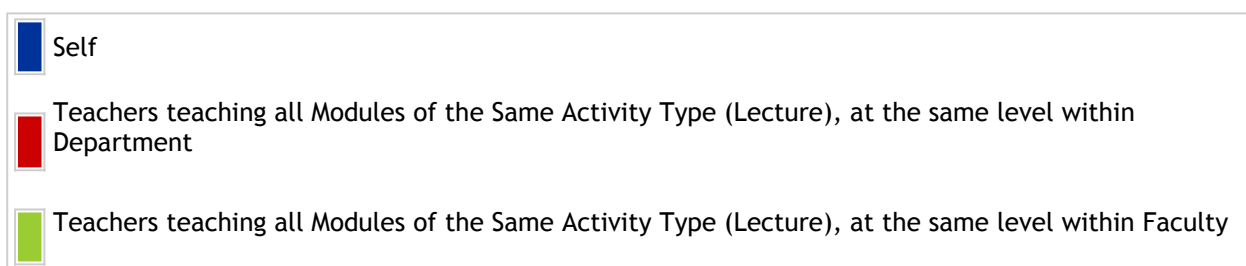 Self
Teachers teaching all Modules of the Same Activity Type (Lecture), at the same level within
Department
Teachers teaching all Modules of the Same Activity Type (Lecture), at the same level within Faculty